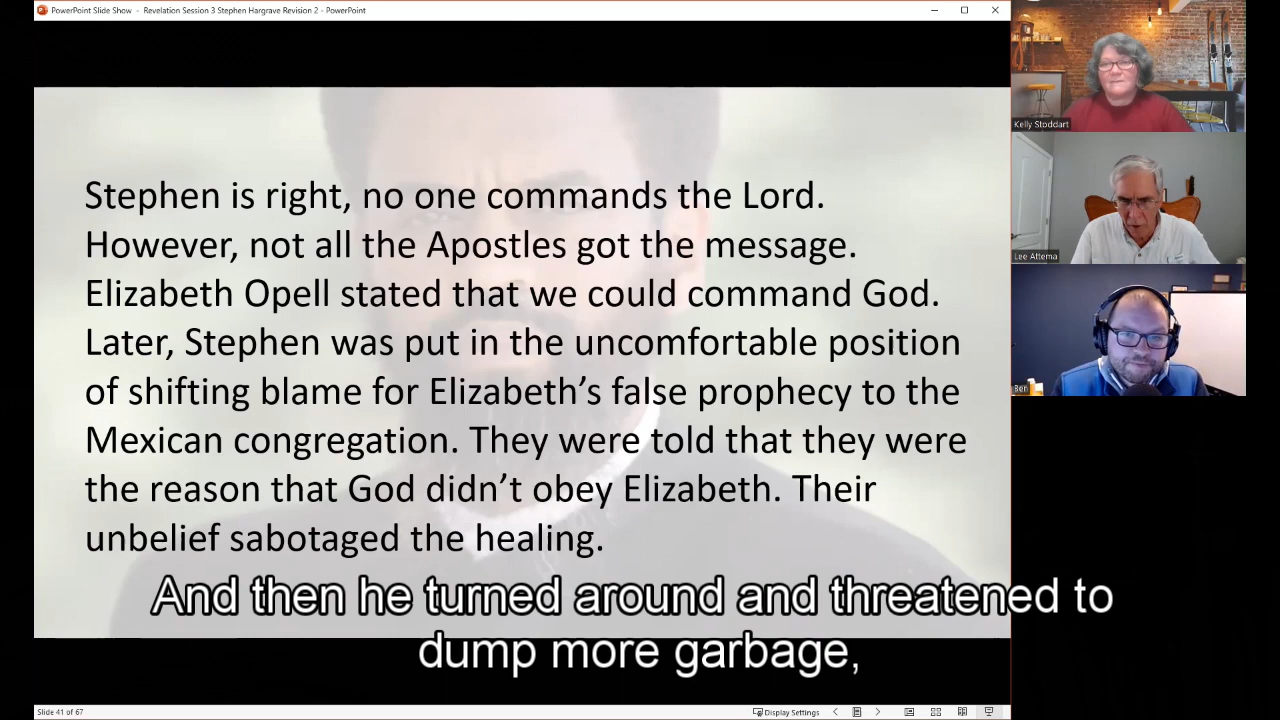 PowerPoint Slide Show - Revelation Session 3 Stephen Hargrave Revision 2 - PowerPoint
Kelly Stoddart
Lee Attema
Ben
Stephen is right, no one commands the Lord.
However, not all the Apostles got the message.
Elizabeth Opell stated that we could command God.
Later, Stephen was put in the uncomfortable position
of shifting blame for Elizabeth’s false prophecy to the
Mexican congregation. They were told that they were
the reason that God didn’t obey Elizabeth. Their
unbelief sabotaged the healing.
And then he turned around and threatened to
dump more garbage,
Slide 41 of 67
Display Settings